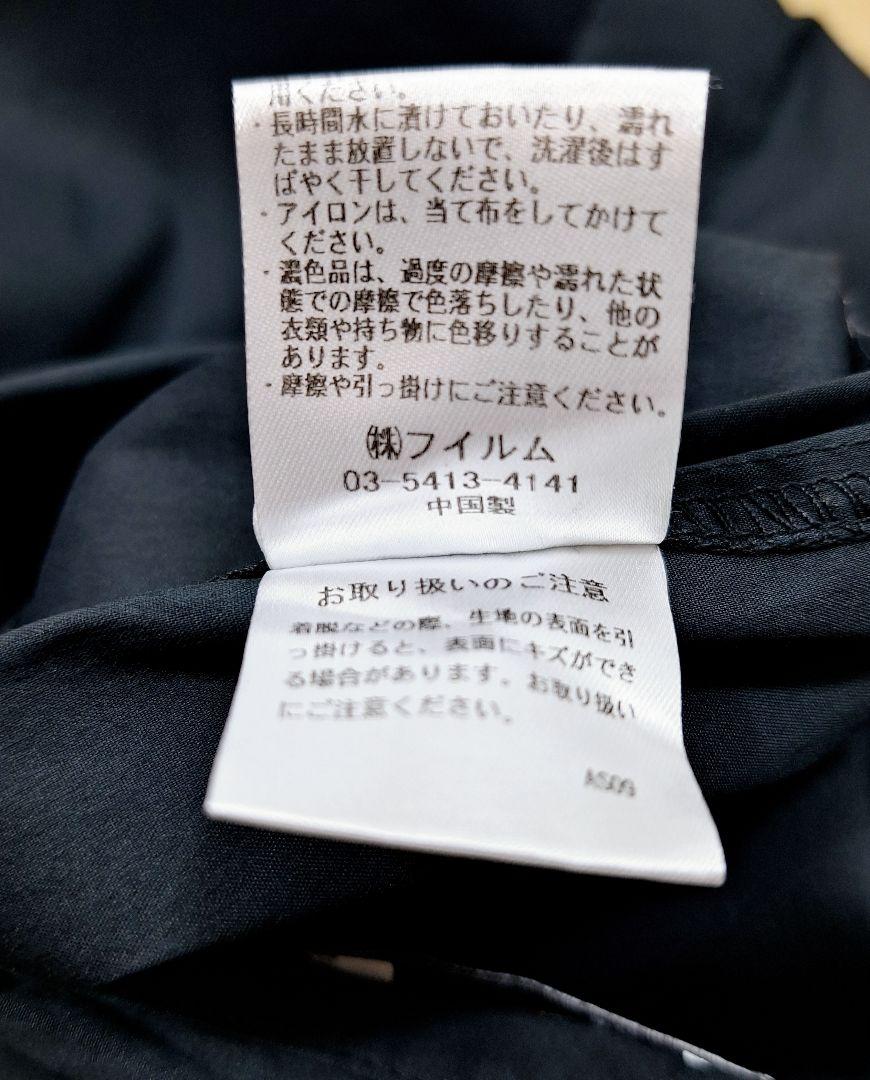 用ください。
・長時間水に漬けておいたり、濡れ
たまま放置しないで、洗濯後はす
ばやく干してください。
・アイロンは、当て布をしてかけて
ください。
・濃色品は、過度の摩擦や濡れた状
態での摩擦で色落ちしたり、他の
衣類や持ち物に色移りすることが
あります。
・摩擦や引っ掛けにご注意ください。
㈱フイルム
03-5413-4141
中国製
お取り扱いのご注意
着脱などの際、生地の表面を引
っ掛けると、表面にキズができ
る場合があります。お取り扱い
にご注意ください。
AS09